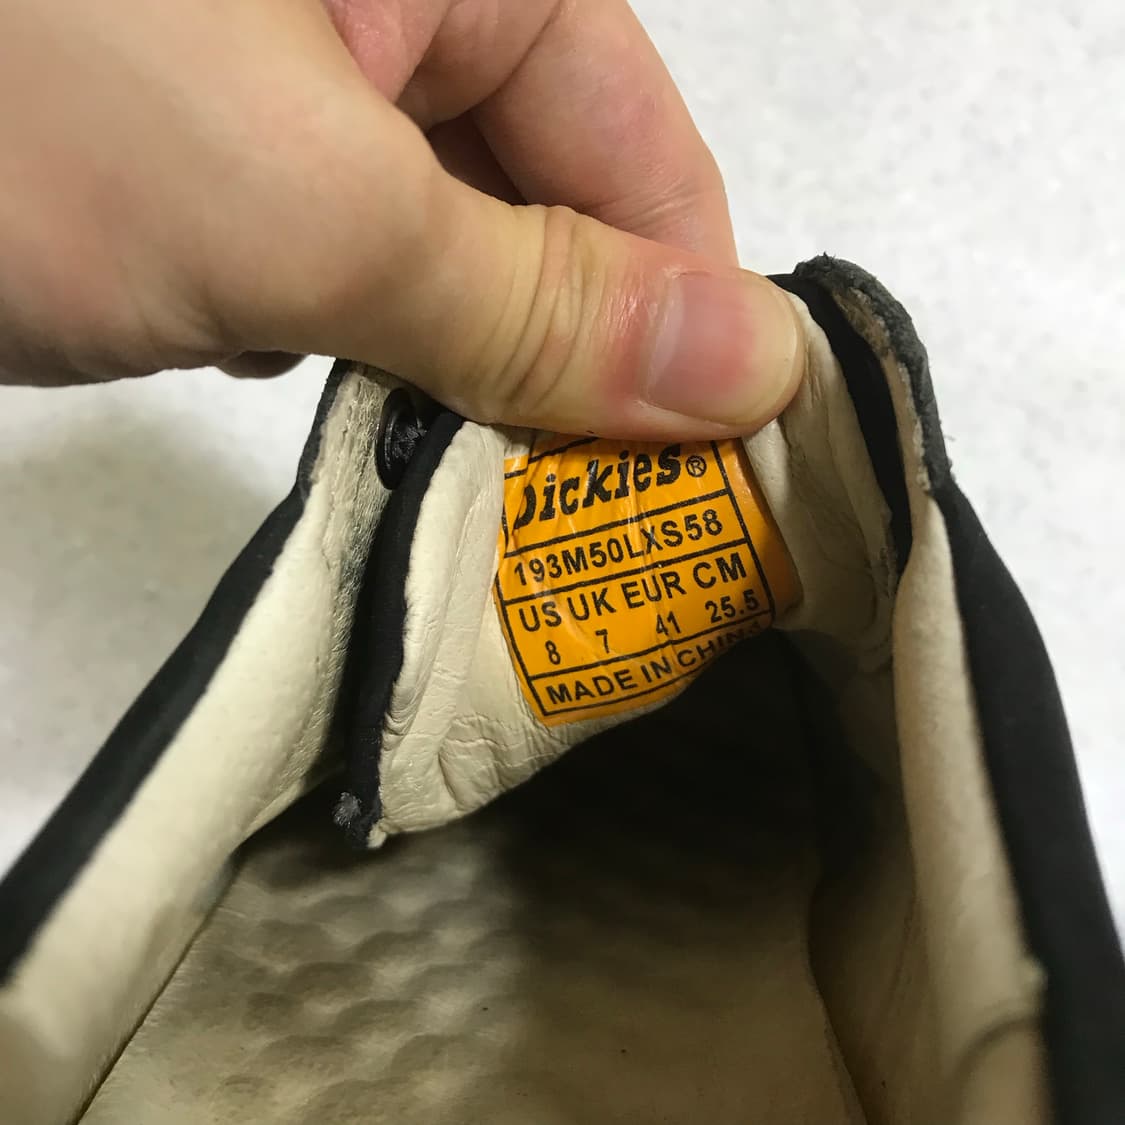 Dickies®
193M50LXS58
US UK EUR CM
8 7 41 25.5
MADE IN CHINA